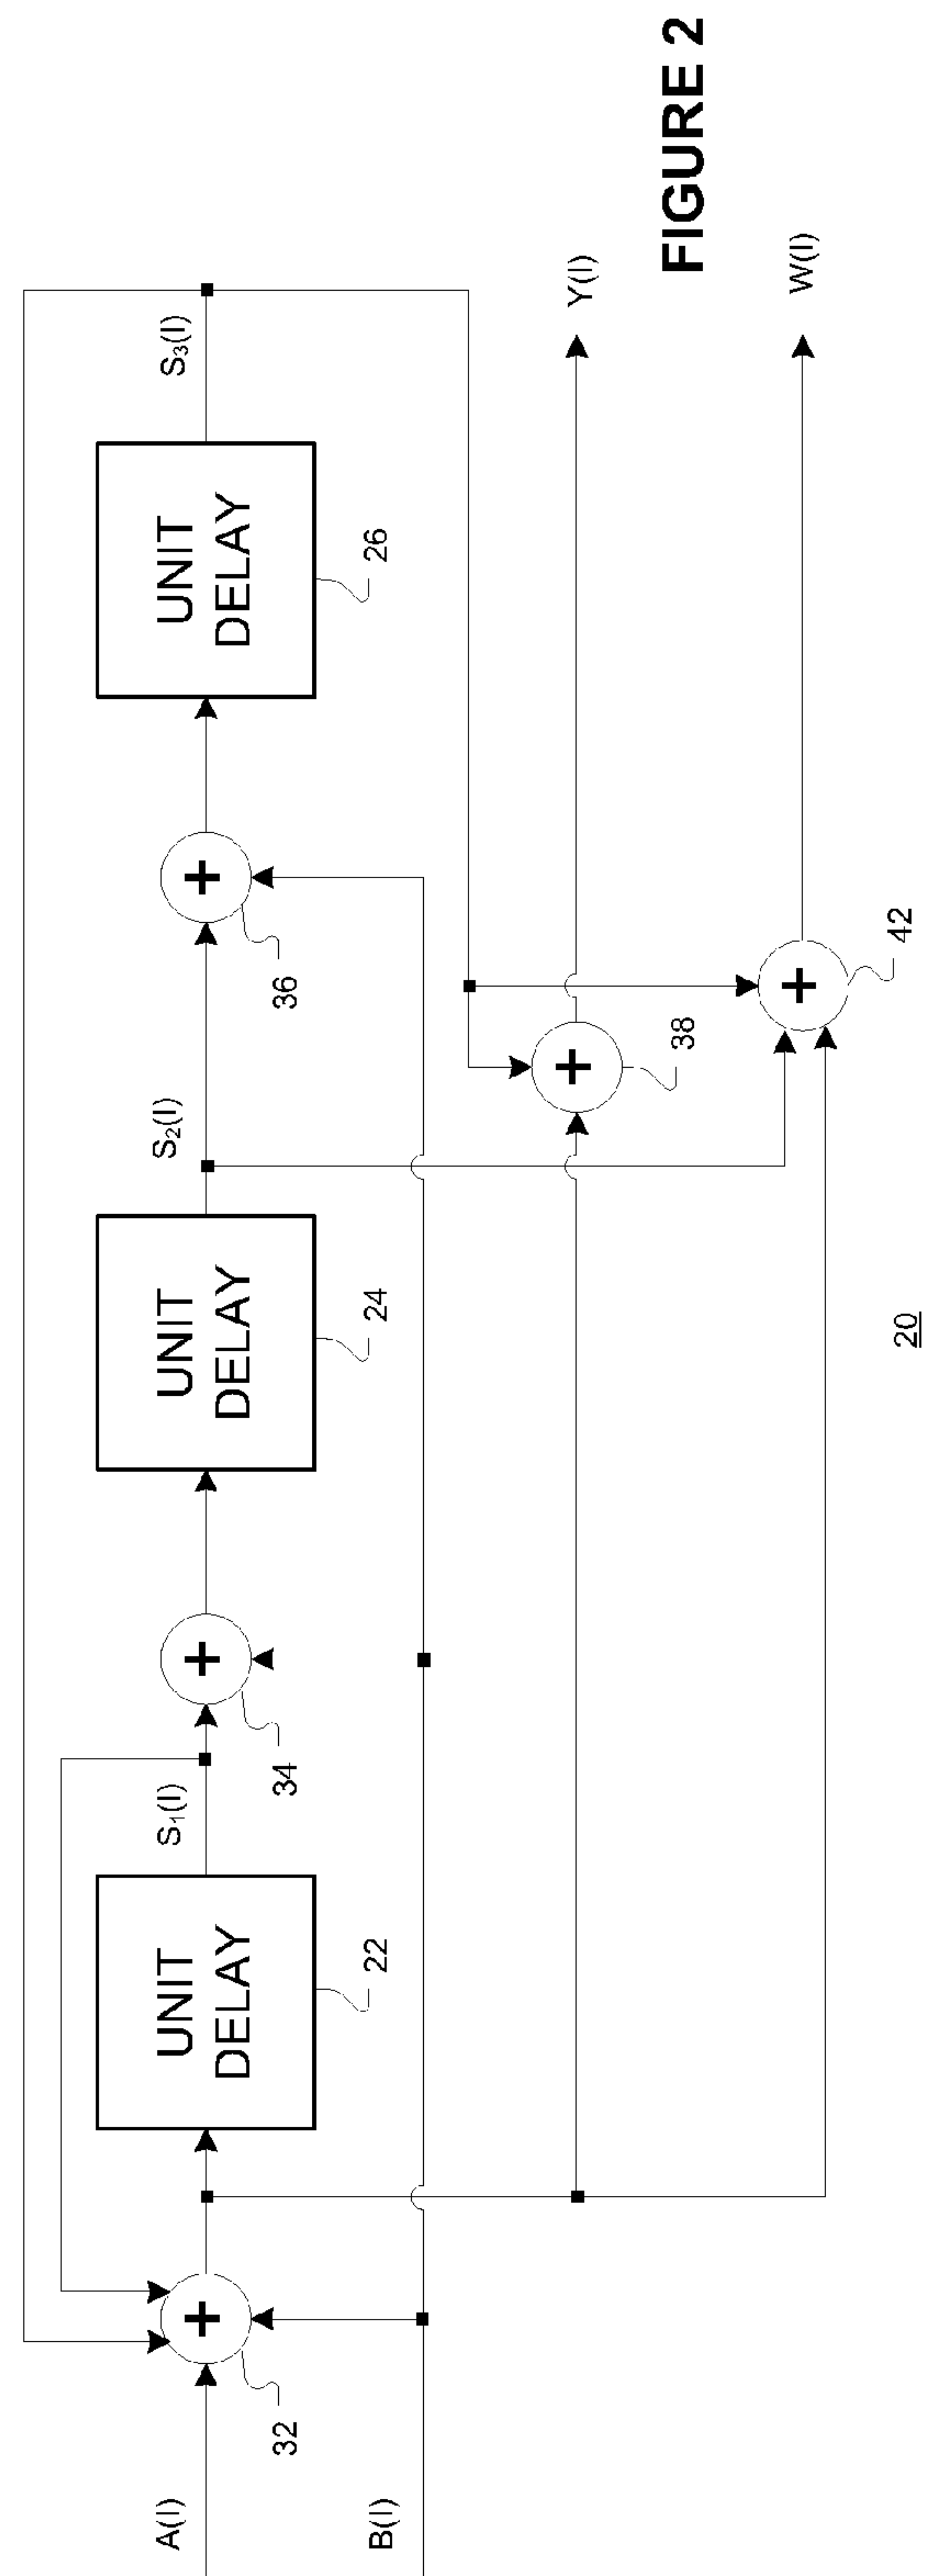 A(I)
B(I)
32
UNIT
DELAY
22
S₁(I)
34
UNIT
DELAY
24
S₂(I)
36
UNIT
DELAY
26
S₃(I)
38
42
Y(I)
W(I)
20
FIGURE 2